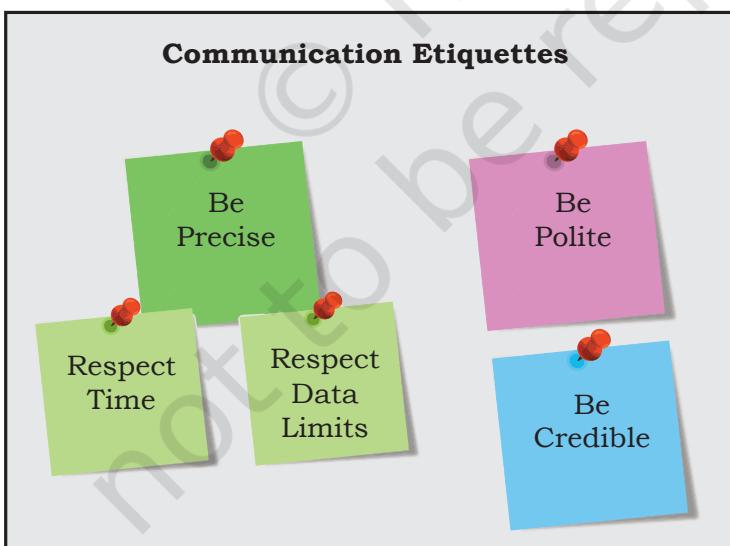 Communication Etiquettes
Be
Precise
Be
Polite
Respect
Time
Respect
Data
Limits
Be
Credible
©
not to be re